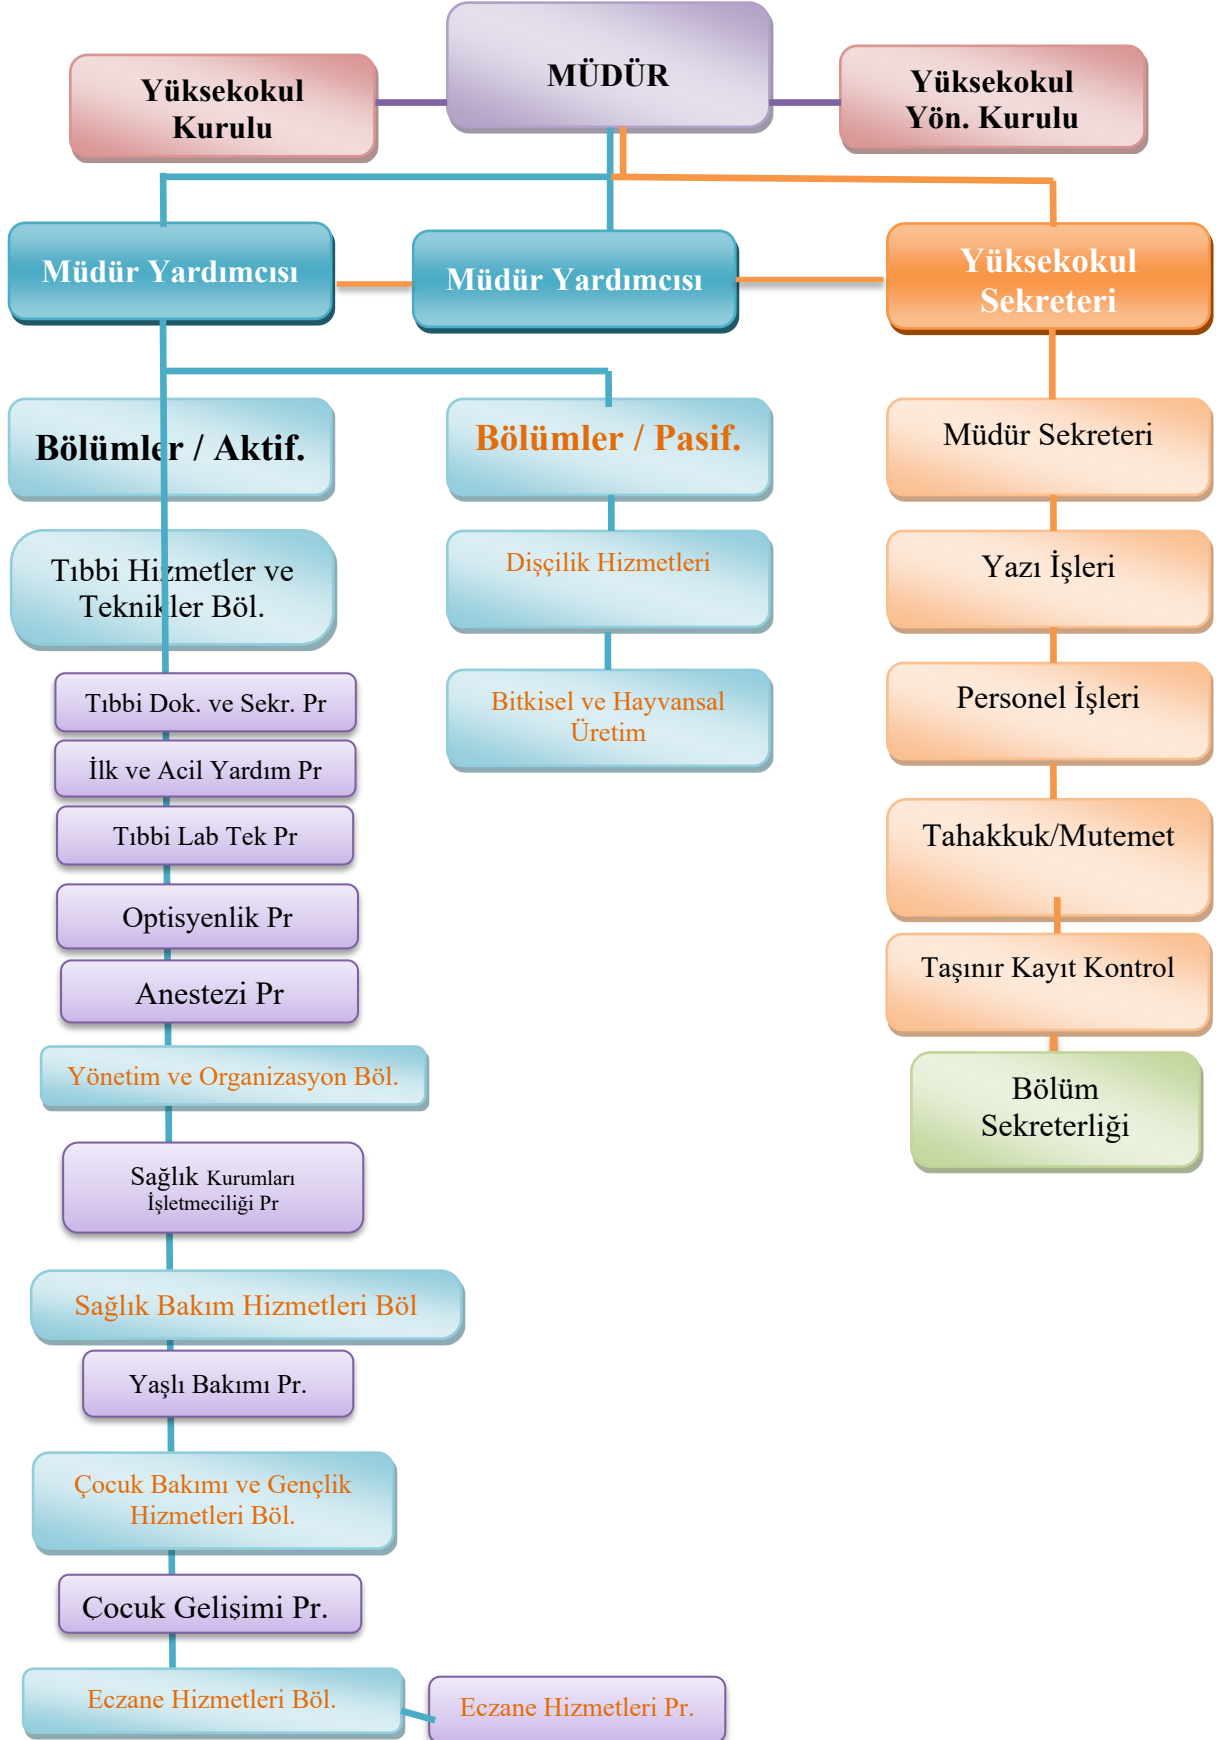 MÜDÜR
Yüksekokul
Kurulu
Yüksekokul
Yön. Kurulu
Müdür Yardımcısı
Müdür Yardımcısı
Yüksekokul
Sekreteri
Bölümler / Aktif.
Bölümler / Pasif.
Müdür Sekreteri
Tıbbi Hizmetler ve
Teknikler Böl.
Dişçilik Hizmetleri
Yazı İşleri
Tıbbi Dok. ve Sekr. Pr
Bitkisel ve Hayvansal
Üretim
Personel İşleri
İlk ve Acil Yardım Pr
Tıbbi Lab Tek Pr
Tahakkuk/Mutemet
Optisyenlik Pr
Taşınır Kayıt Kontrol
Anestezi Pr
Yönetim ve Organizasyon Böl.
Bölüm
Sekreterliği
Sağlık Kurumları
İşletmeciliği Pr
Sağlık Bakım Hizmetleri Böl
Yaşlı Bakımı Pr.
Çocuk Bakımı ve Gençlik
Hizmetleri Böl.
Çocuk Gelişimi Pr.
Eczane Hizmetleri Böl.
Eczane Hizmetleri Pr.